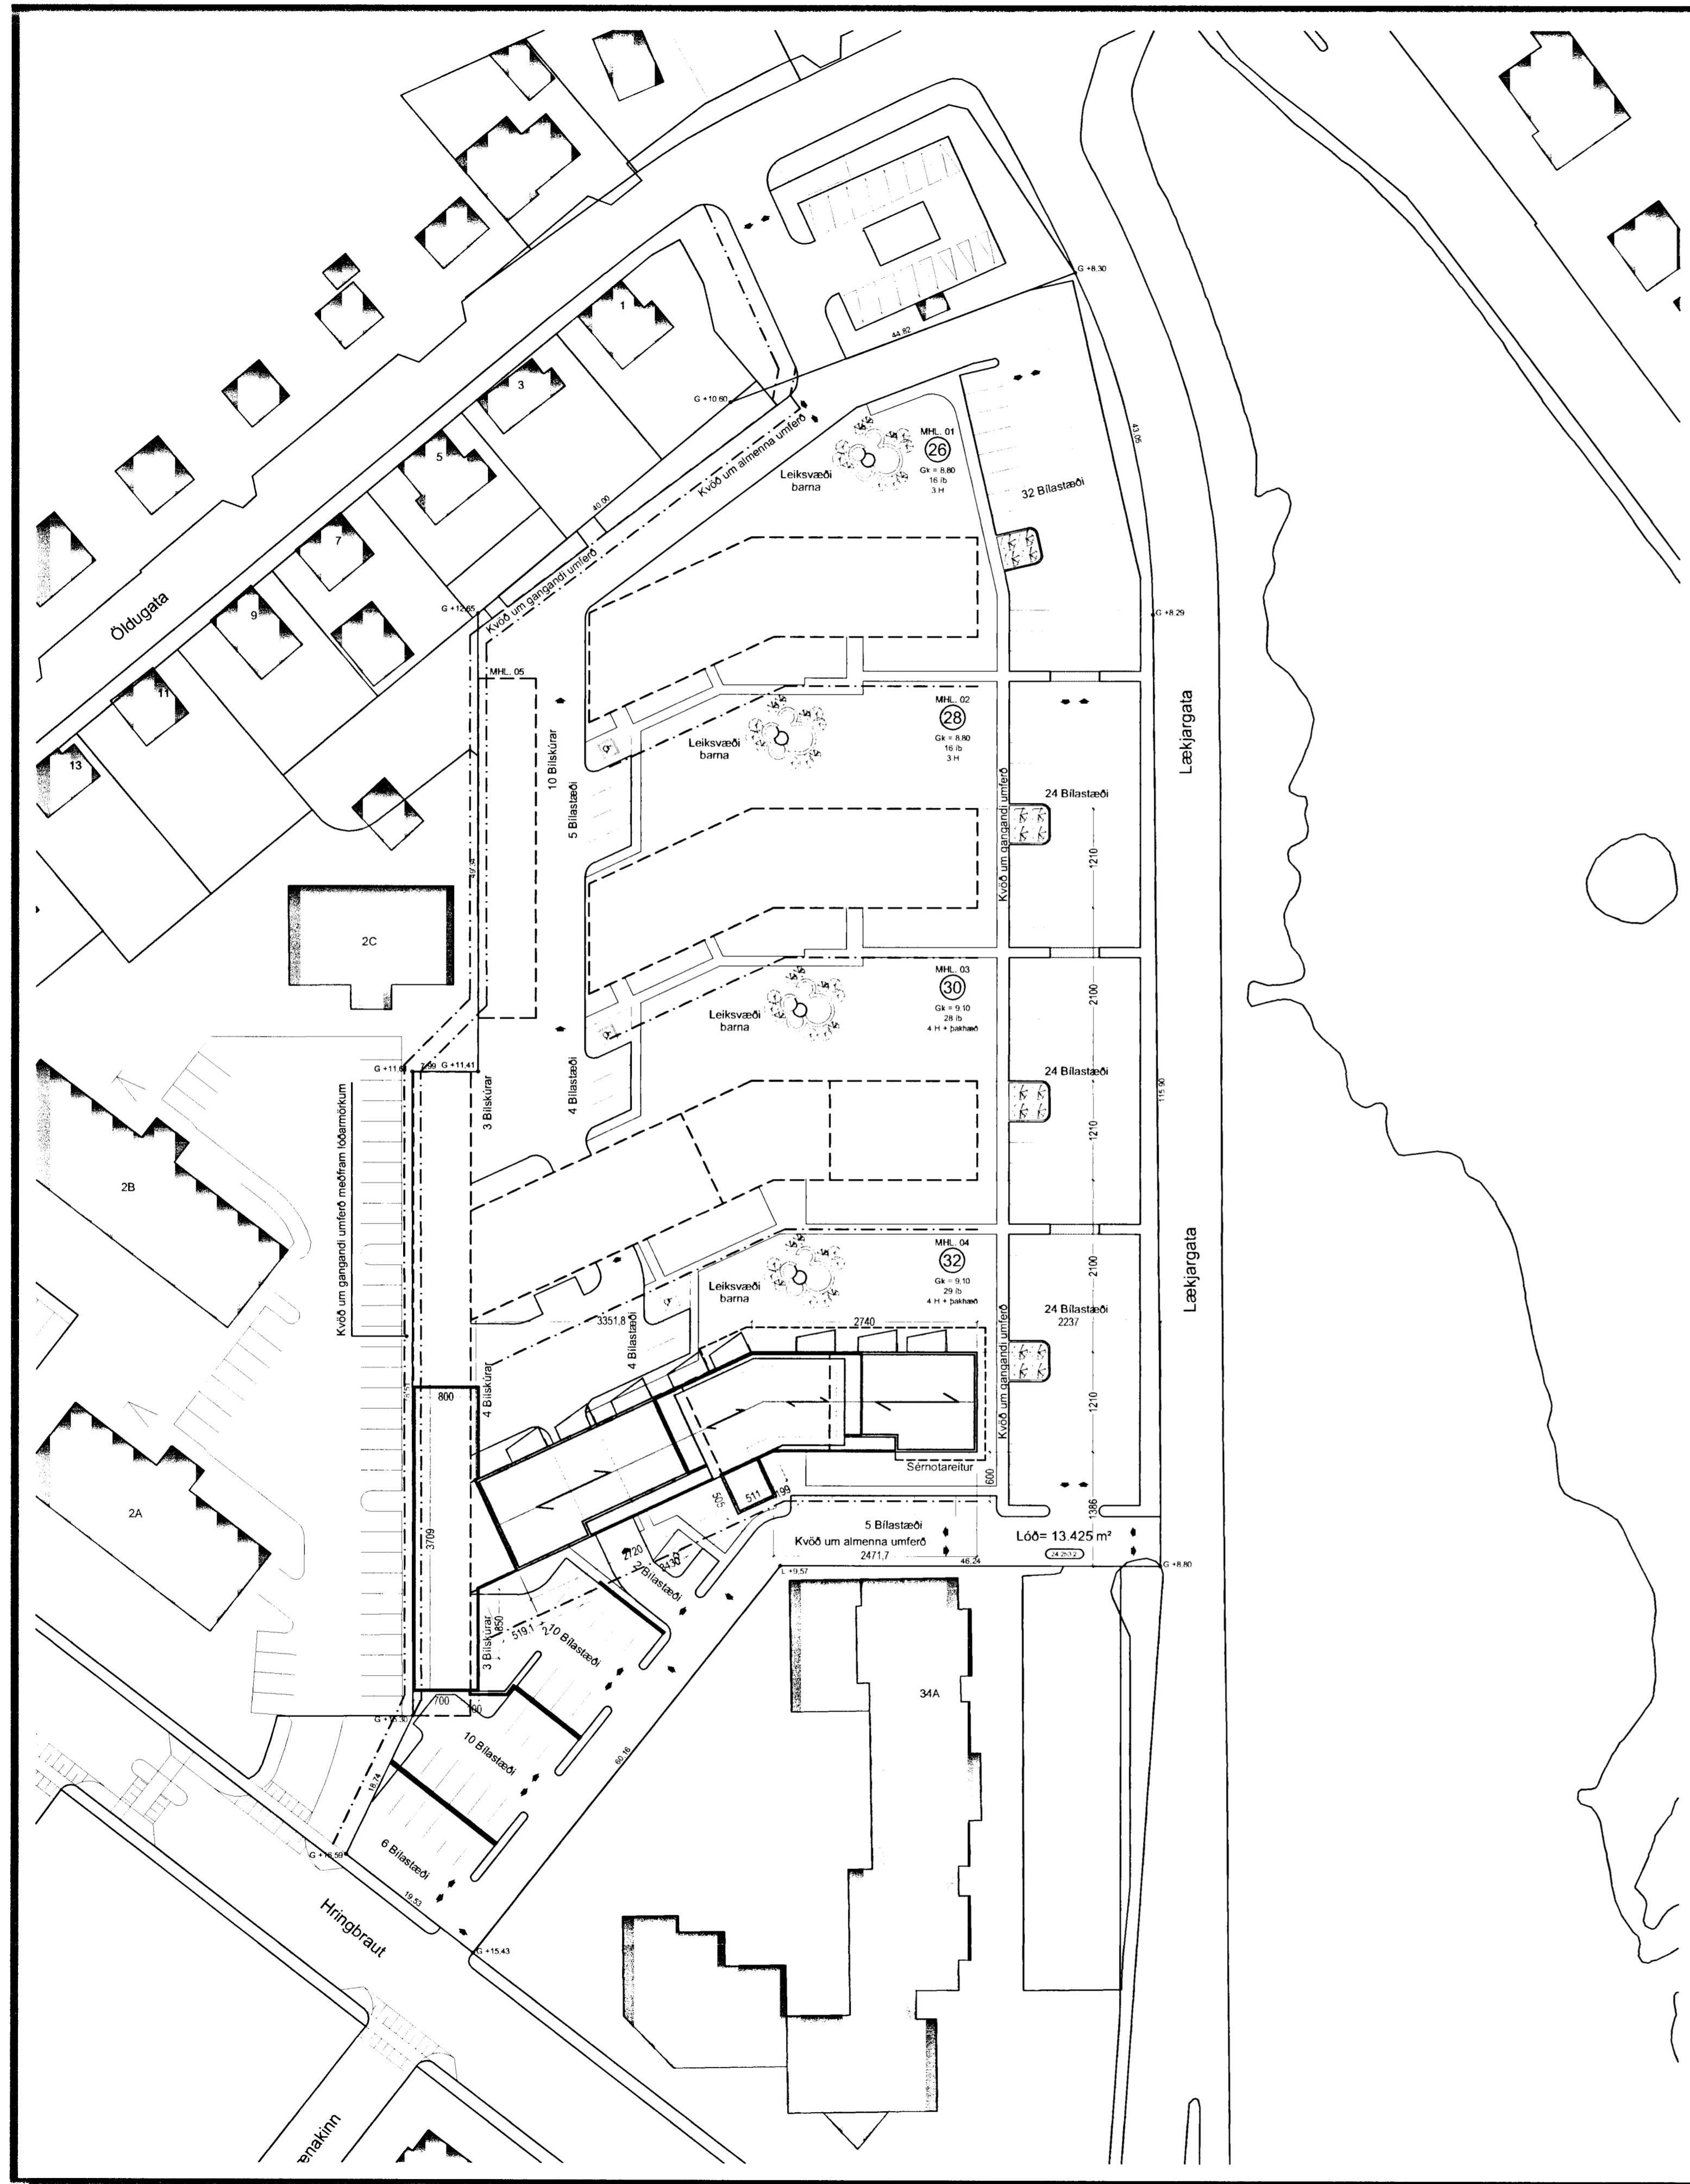 G +8.30
44.82
1
3
G +10.60
Kvöð um almenna umferð
MHL. 01
26
Gk = 8,80
16 íb
3 H
Leiksvæði
barna
43.05
32 Bílastæði
5
40.00
7
Kvöð um gangandi umferð
G +12.65
G +8.29
Öldugata
9
11
13
MHL. 05
10 Bílskúrar
5 Bílastæði
MHL. 02
28
Gk = 8,80
16 íb
3 H
Leiksvæði
barna
Lækjargata
24 Bílastæði
Kvöð um gangandi umferð
1210
2C
MHL. 03
30
Gk = 9,10
28 íb
4 H + þakhæð
Leiksvæði
barna
2100
7.99
G +11.41
3 Bílskúrar
4 Bílastæði
24 Bílastæði
115.90
1210
Kvöð um gangandi umferð meðfram lóðarmörkum
2B
MHL. 04
32
Gk = 9,10
29 íb
4 H + þakhæð
Leiksvæði
barna
2100
Lækjargata
24 Bílastæði
2237
3351,8
4 Bílastæði
2740
Kvöð um gangandi umferð
1210
800
4 Bílskúrar
2A
3709
Sérnotareitur
600
505
511
199
1386
5 Bílastæði
Kvöð um almenna umferð
2471,7
46.24
Lóð= 13.425 m²
G +8.80
L +9.57
2720
2 Bílastæði
3 Bílskúrar
850
519,1
10 Bílastæði
700
34A
10 Bílastæði
60.16
18.74
6 Bílastæði
19.53
G +15.43
Hringbraut
enakinn